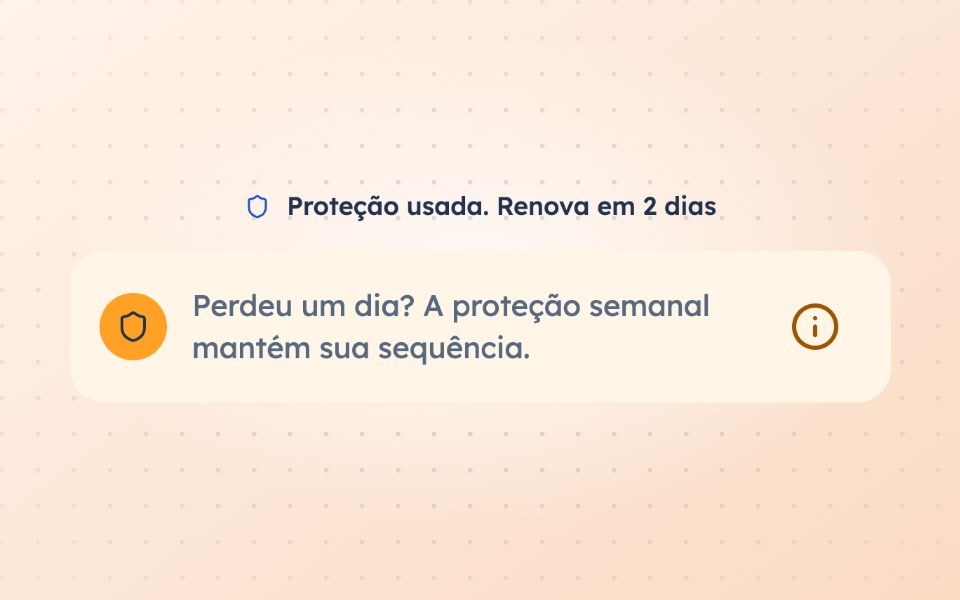 Proteção usada. Renova em 2 dias
Perdeu um dia? A proteção semanal
mantém sua sequência.